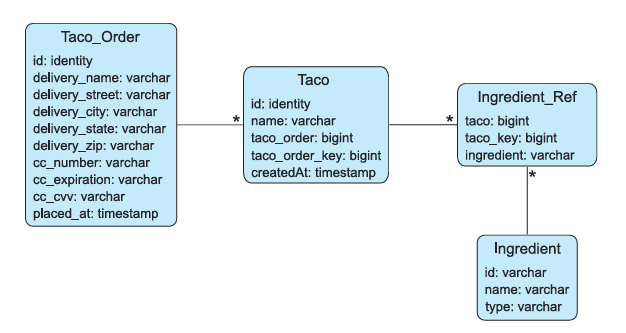 Taco_Order
id: identity
delivery_name: varchar
delivery_street: varchar
delivery_city: varchar
delivery_state: varchar
delivery_zip: varchar
cc_number: varchar
cc_expiration: varchar
cc_cvv: varchar
placed_at: timestamp
*
Taco
id: identity
name: varchar
taco_order: bigint
taco_order_key: bigint
createdAt: timestamp
*
Ingredient_Ref
taco: bigint
taco_key: bigint
ingredient: varchar
*
Ingredient
id: varchar
name: varchar
type: varchar